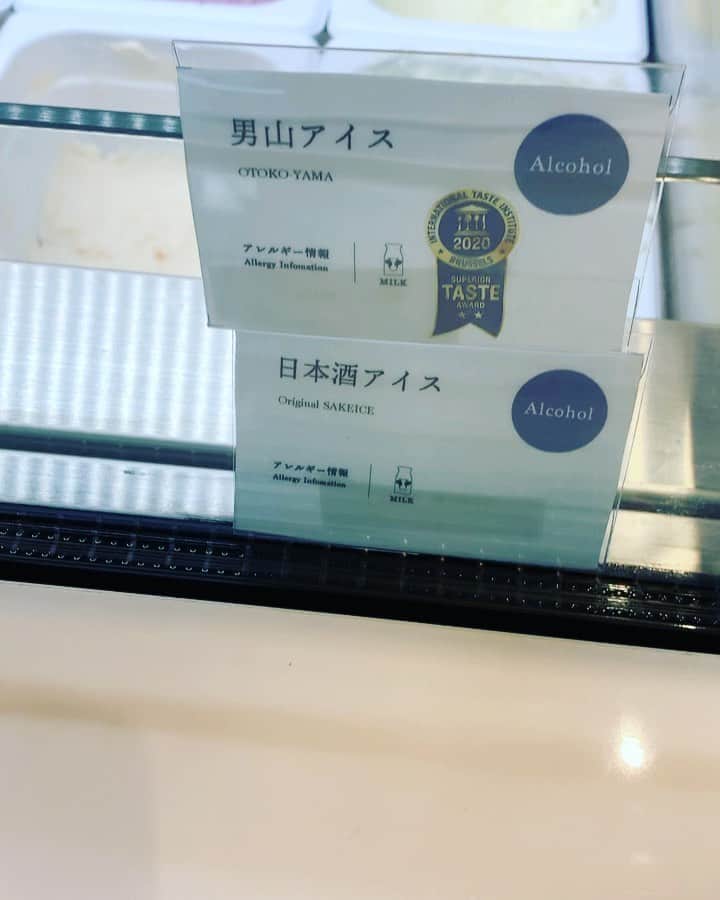 男山アイス
OTOKO-YAMA
Alcohol
アレルギー情報
Allergy Infomation
MILK
INTERNATIONAL TASTE INSTITUTE
2020
BRUSSELS
SUPERIOR
TASTE
AWARD
日本酒アイス
Original SAKEICE
Alcohol
アレルギー情報
Allergy Infomation
MILK